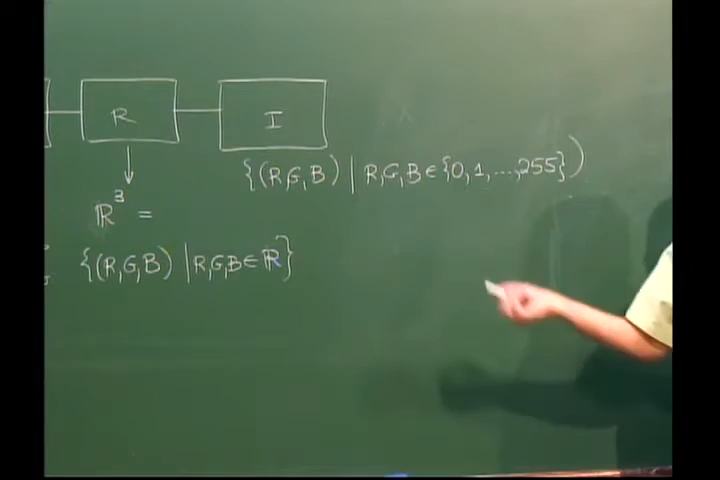 R I
{(R,G,B) | R,G,B∈{0,1,...,255})
ℝ³ =
{(R,G,B) | R,G,B∈ℝ}